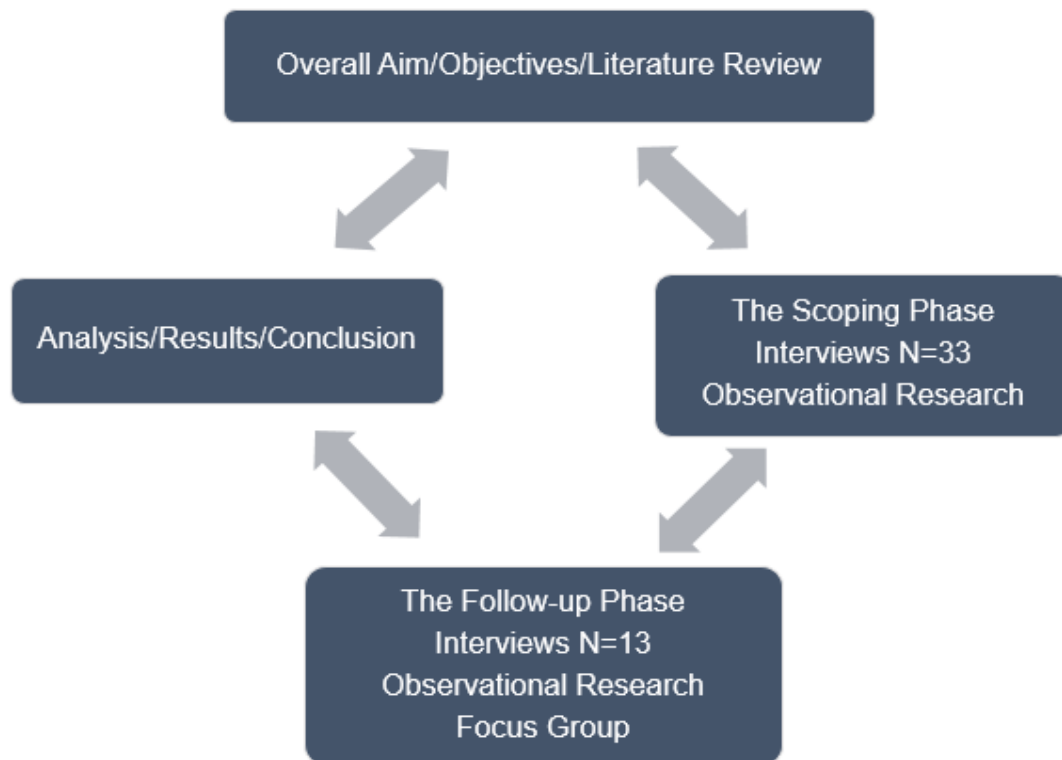 Overall Aim/Objectives/Literature Review
Analysis/Results/Conclusion
The Scoping Phase
Interviews N=33
Observational Research
The Follow-up Phase
Interviews N=13
Observational Research
Focus Group